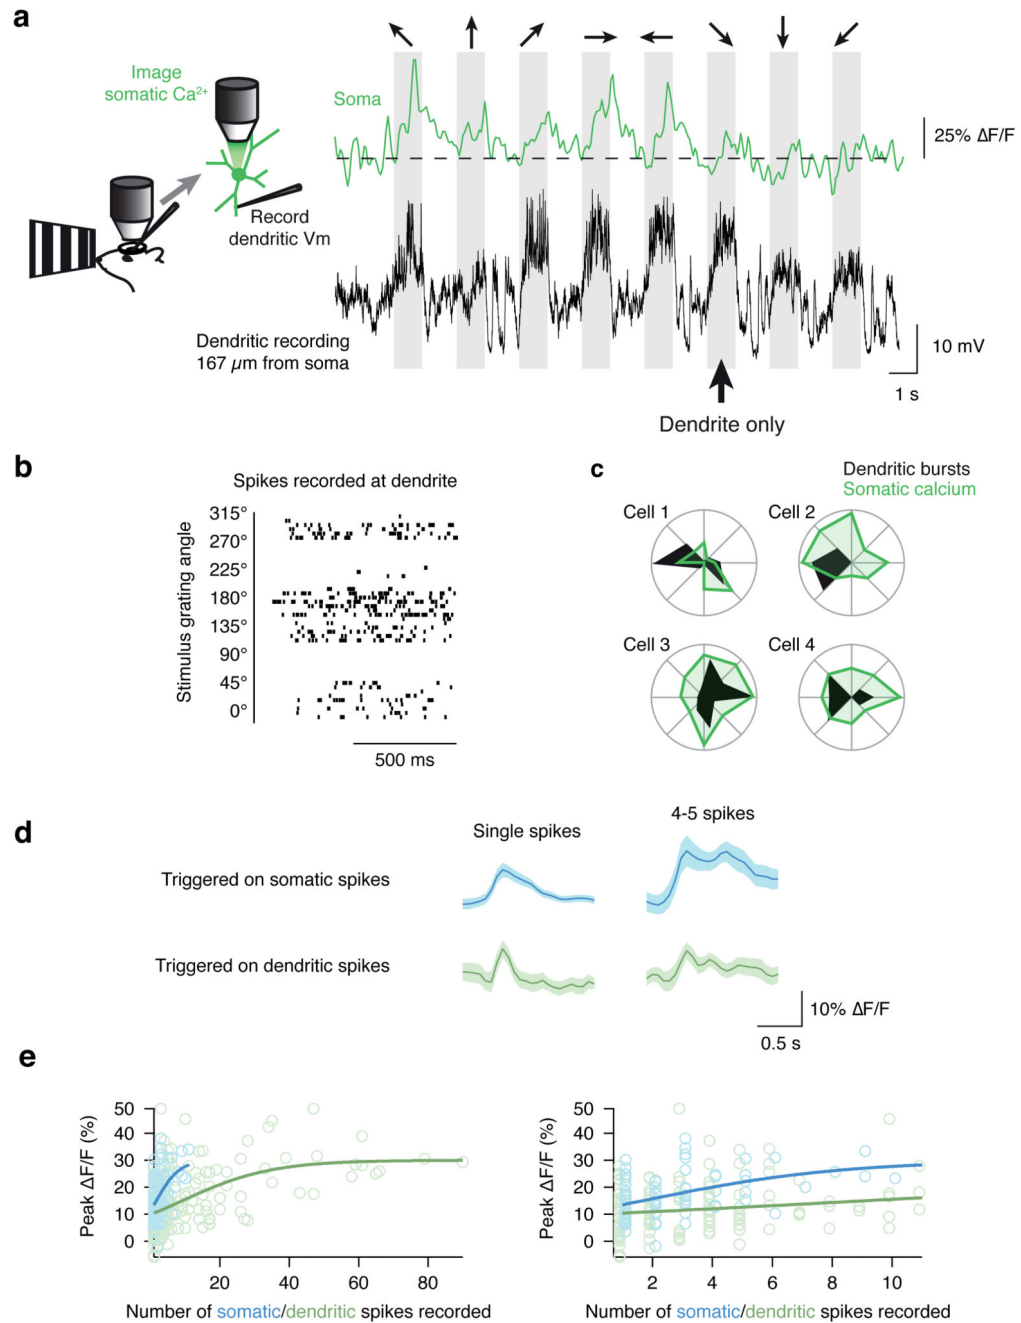 a
Image
somatic Ca²⁺
Record
dendritic Vm
Dendritic recording
167 µm from soma
Soma
25% ΔF/F
10 mV
1 s
Dendrite only
b
Spikes recorded at dendrite
Stimulus grating angle
315°
270°
225°
180°
135°
90°
45°
0°
500 ms
c
Dendritic bursts
Somatic calcium
Cell 1
Cell 2
Cell 3
Cell 4
d
Single spikes
4-5 spikes
Triggered on somatic spikes
Triggered on dendritic spikes
10% ΔF/F
0.5 s
e
Peak ΔF/F (%)
50
40
30
20
10
0
20 40 60 80
Number of somatic/dendritic spikes recorded
Peak ΔF/F (%)
50
40
30
20
10
0
2 4 6 8 10
Number of somatic/dendritic spikes recorded